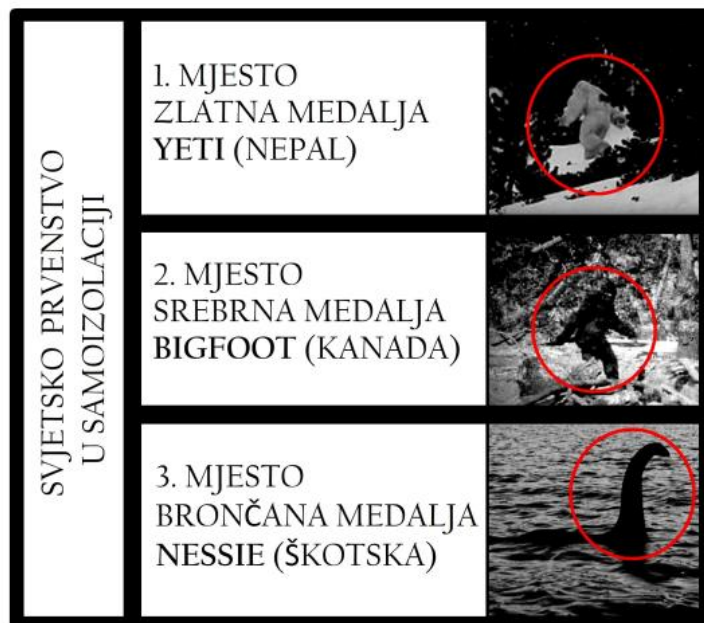 SVJETSKO PRVENSTVO
U SAMOIZOLACIJI
1. MJESTO
ZLATNA MEDALJA
YETI (NEPAL)
2. MJESTO
SREBRNA MEDALJA
BIGFOOT (KANADA)
3. MJESTO
BRONČANA MEDALJA
NESSIE (ŠKOTSKA)